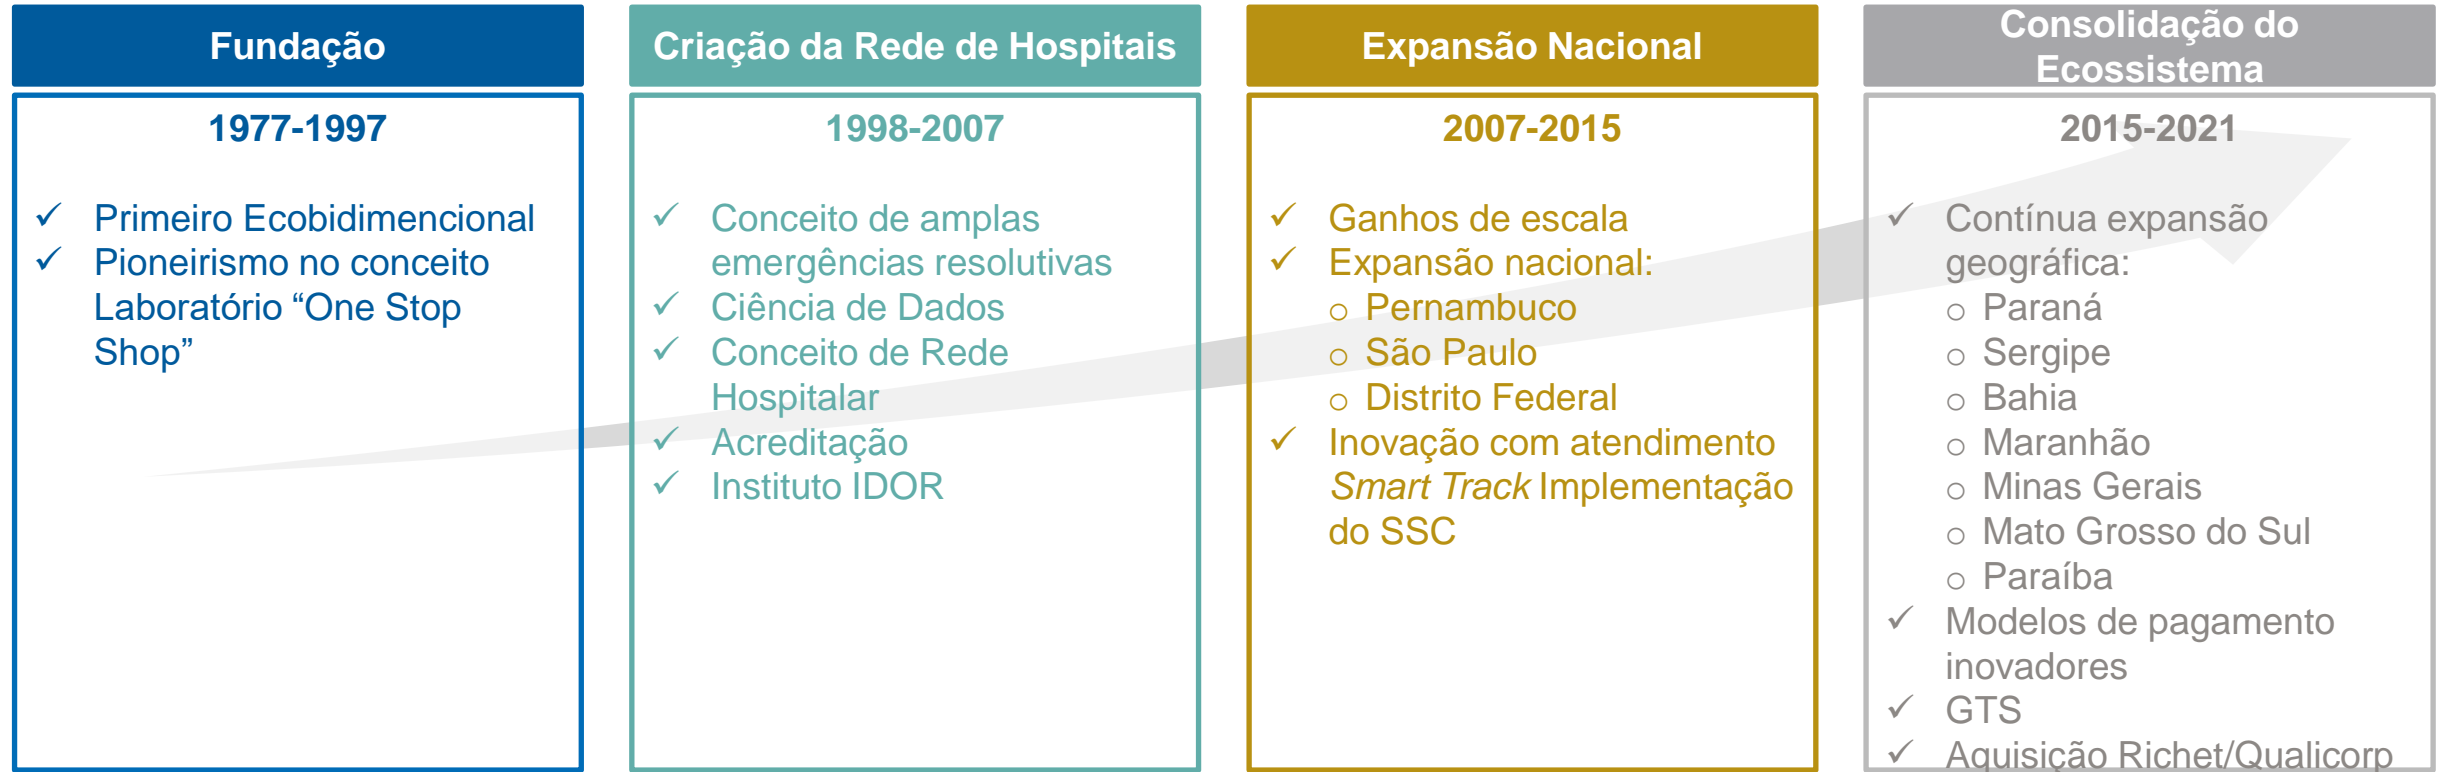 Fundação
1977-1997
✓ Primeiro Ecobidimencional
✓ Pioneirismo no conceito
Laboratório “One Stop
Shop”
Criação da Rede de Hospitais
1998-2007
✓ Conceito de amplas
emergências resolutivas
✓ Ciência de Dados
✓ Conceito de Rede
Hospitalar
✓ Acreditação
✓ Instituto IDOR
Expansão Nacional
2007-2015
✓ Ganhos de escala
✓ Expansão nacional:
o Pernambuco
o São Paulo
o Distrito Federal
✓ Inovação com atendimento
Smart Track Implementação
do SSC
Consolidação do
Ecossistema
2015-2021
✓ Contínua expansão
geográfica:
o Paraná
o Sergipe
o Bahia
o Maranhão
o Minas Gerais
o Mato Grosso do Sul
o Paraíba
✓ Modelos de pagamento
inovadores
✓ GTS
✓ Aquisição Richet/Qualicorp